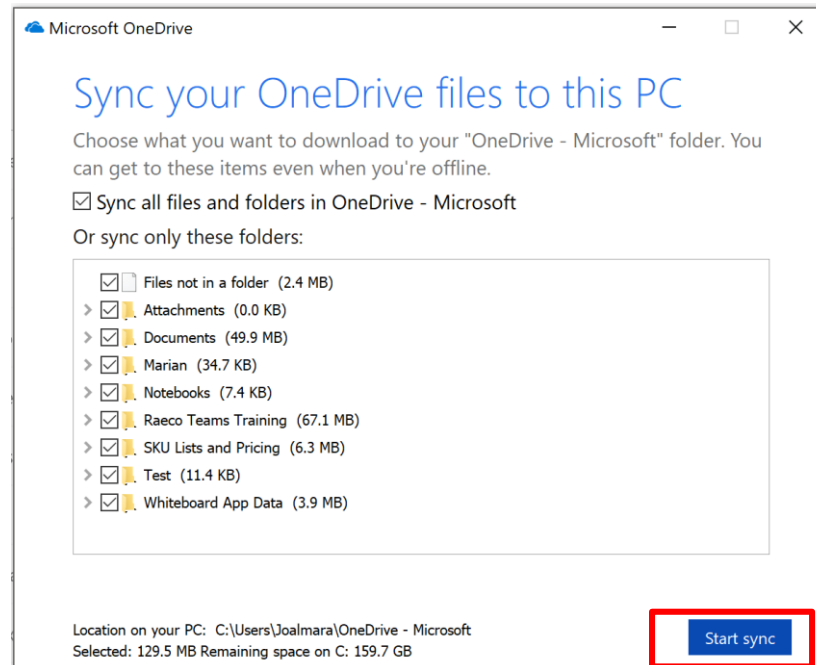 Microsoft OneDrive
Sync your OneDrive files to this PC
Choose what you want to download to your "OneDrive - Microsoft" folder. You
can get to these items even when you're offline.
Sync all files and folders in OneDrive - Microsoft
Or sync only these folders:
Files not in a folder (2.4 MB)
Attachments (0.0 KB)
Documents (49.9 MB)
Marian (34.7 KB)
Notebooks (7.4 KB)
Raeco Teams Training (67.1 MB)
SKU Lists and Pricing (6.3 MB)
Test (11.4 KB)
Whiteboard App Data (3.9 MB)
Location on your PC: C:\Users\Joalmara\OneDrive - Microsoft
Selected: 129.5 MB Remaining space on C: 159.7 GB
Start sync